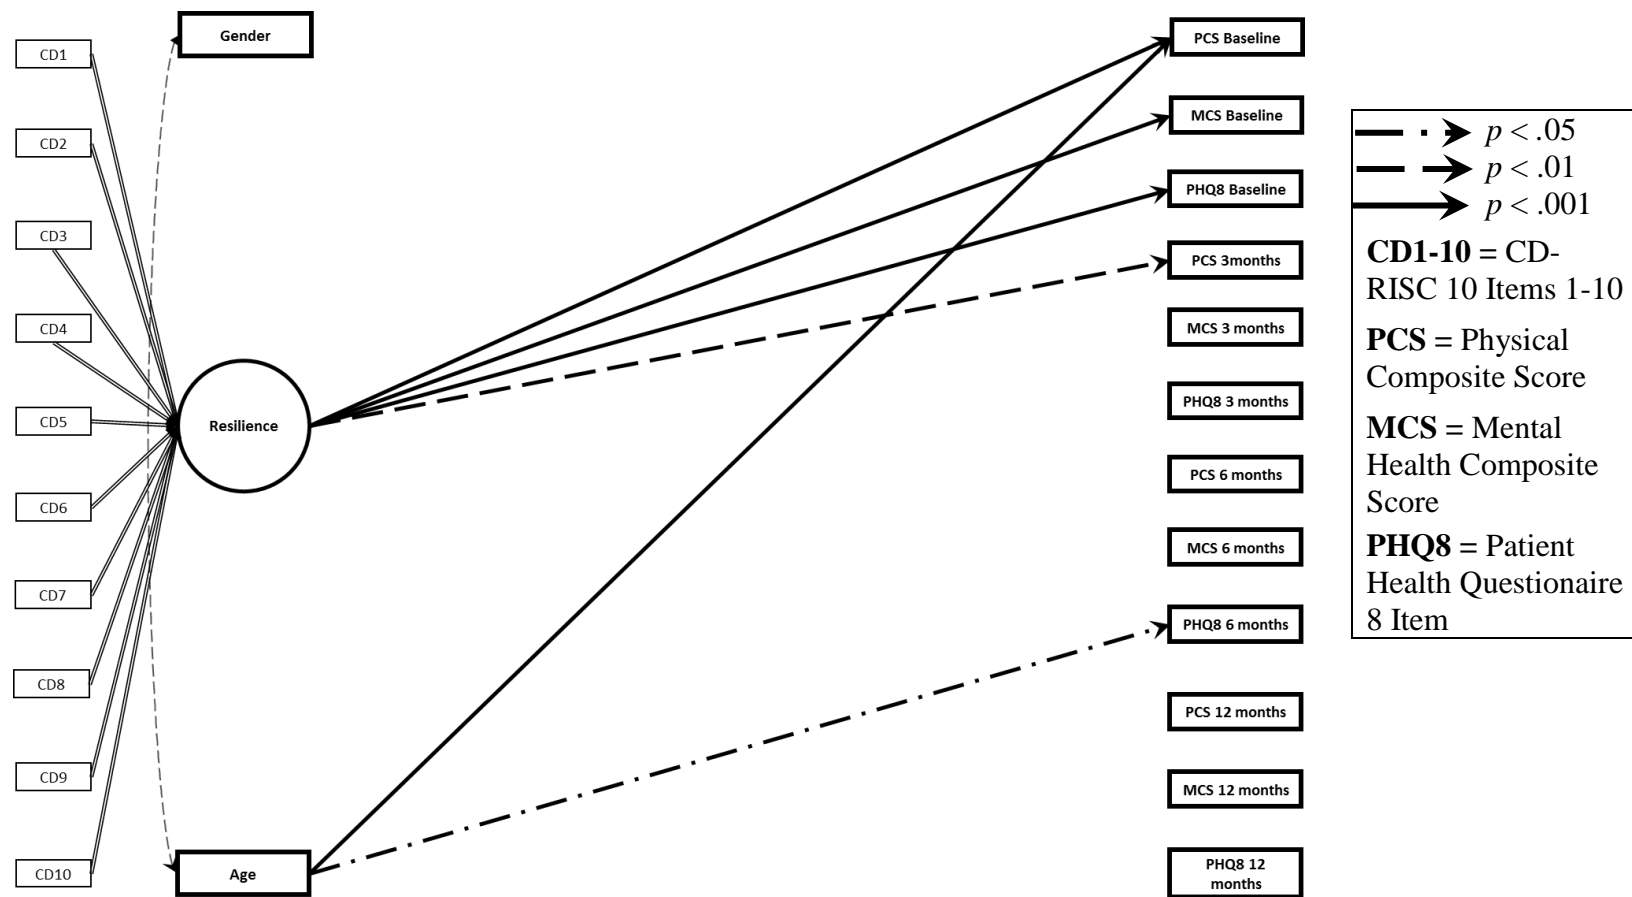 CD1
CD2
CD3
CD4
CD5
CD6
CD7
CD8
CD9
CD10
Gender
Resilience
Age
PCS Baseline
MCS Baseline
PHQ8 Baseline
PCS 3months
MCS 3 months
PHQ8 3 months
PCS 6 months
MCS 6 months
PHQ8 6 months
PCS 12 months
MCS 12 months
PHQ8 12
months
p < .05
p < .01
p < .001
CD1-10 = CD-
RISC 10 Items 1-10
PCS = Physical
Composite Score
MCS = Mental
Health Composite
Score
PHQ8 = Patient
Health Questionaire
8 Item